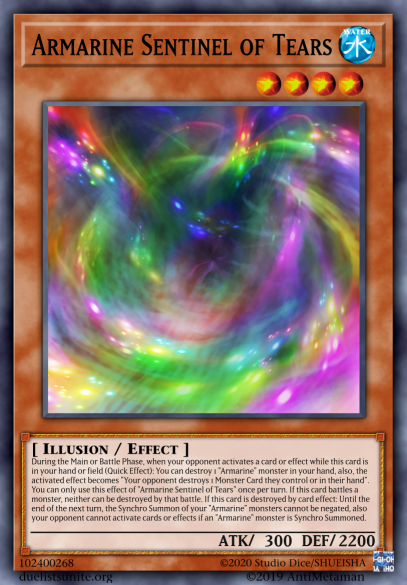 ARMARINE SENTINEL OF TEARS
WATER
水
[ ILLUSION / EFFECT ]
During the Main or Battle Phase, when your opponent activates a card or effect while this card is
in your hand or field (Quick Effect): You can destroy 1 "Armarine" monster in your hand, also, the
activated effect becomes "Your opponent destroys 1 Monster Card they control or in their hand".
You can only use this effect of "Armarine Sentinel of Tears" once per turn. If this card battles a
monster, neither can be destroyed by that battle. If this card is destroyed by card effect: Until the
end of the next turn, the Synchro Summon of your "Armarine" monsters cannot be negated, also
your opponent cannot activate cards or effects if an "Armarine" monster is Synchro Summoned.
ATK/ 300 DEF/ 2200
102400268
©2020 Studio Dice/SHUEISHA
duelistsunite.org
©2019 AntiMetaman